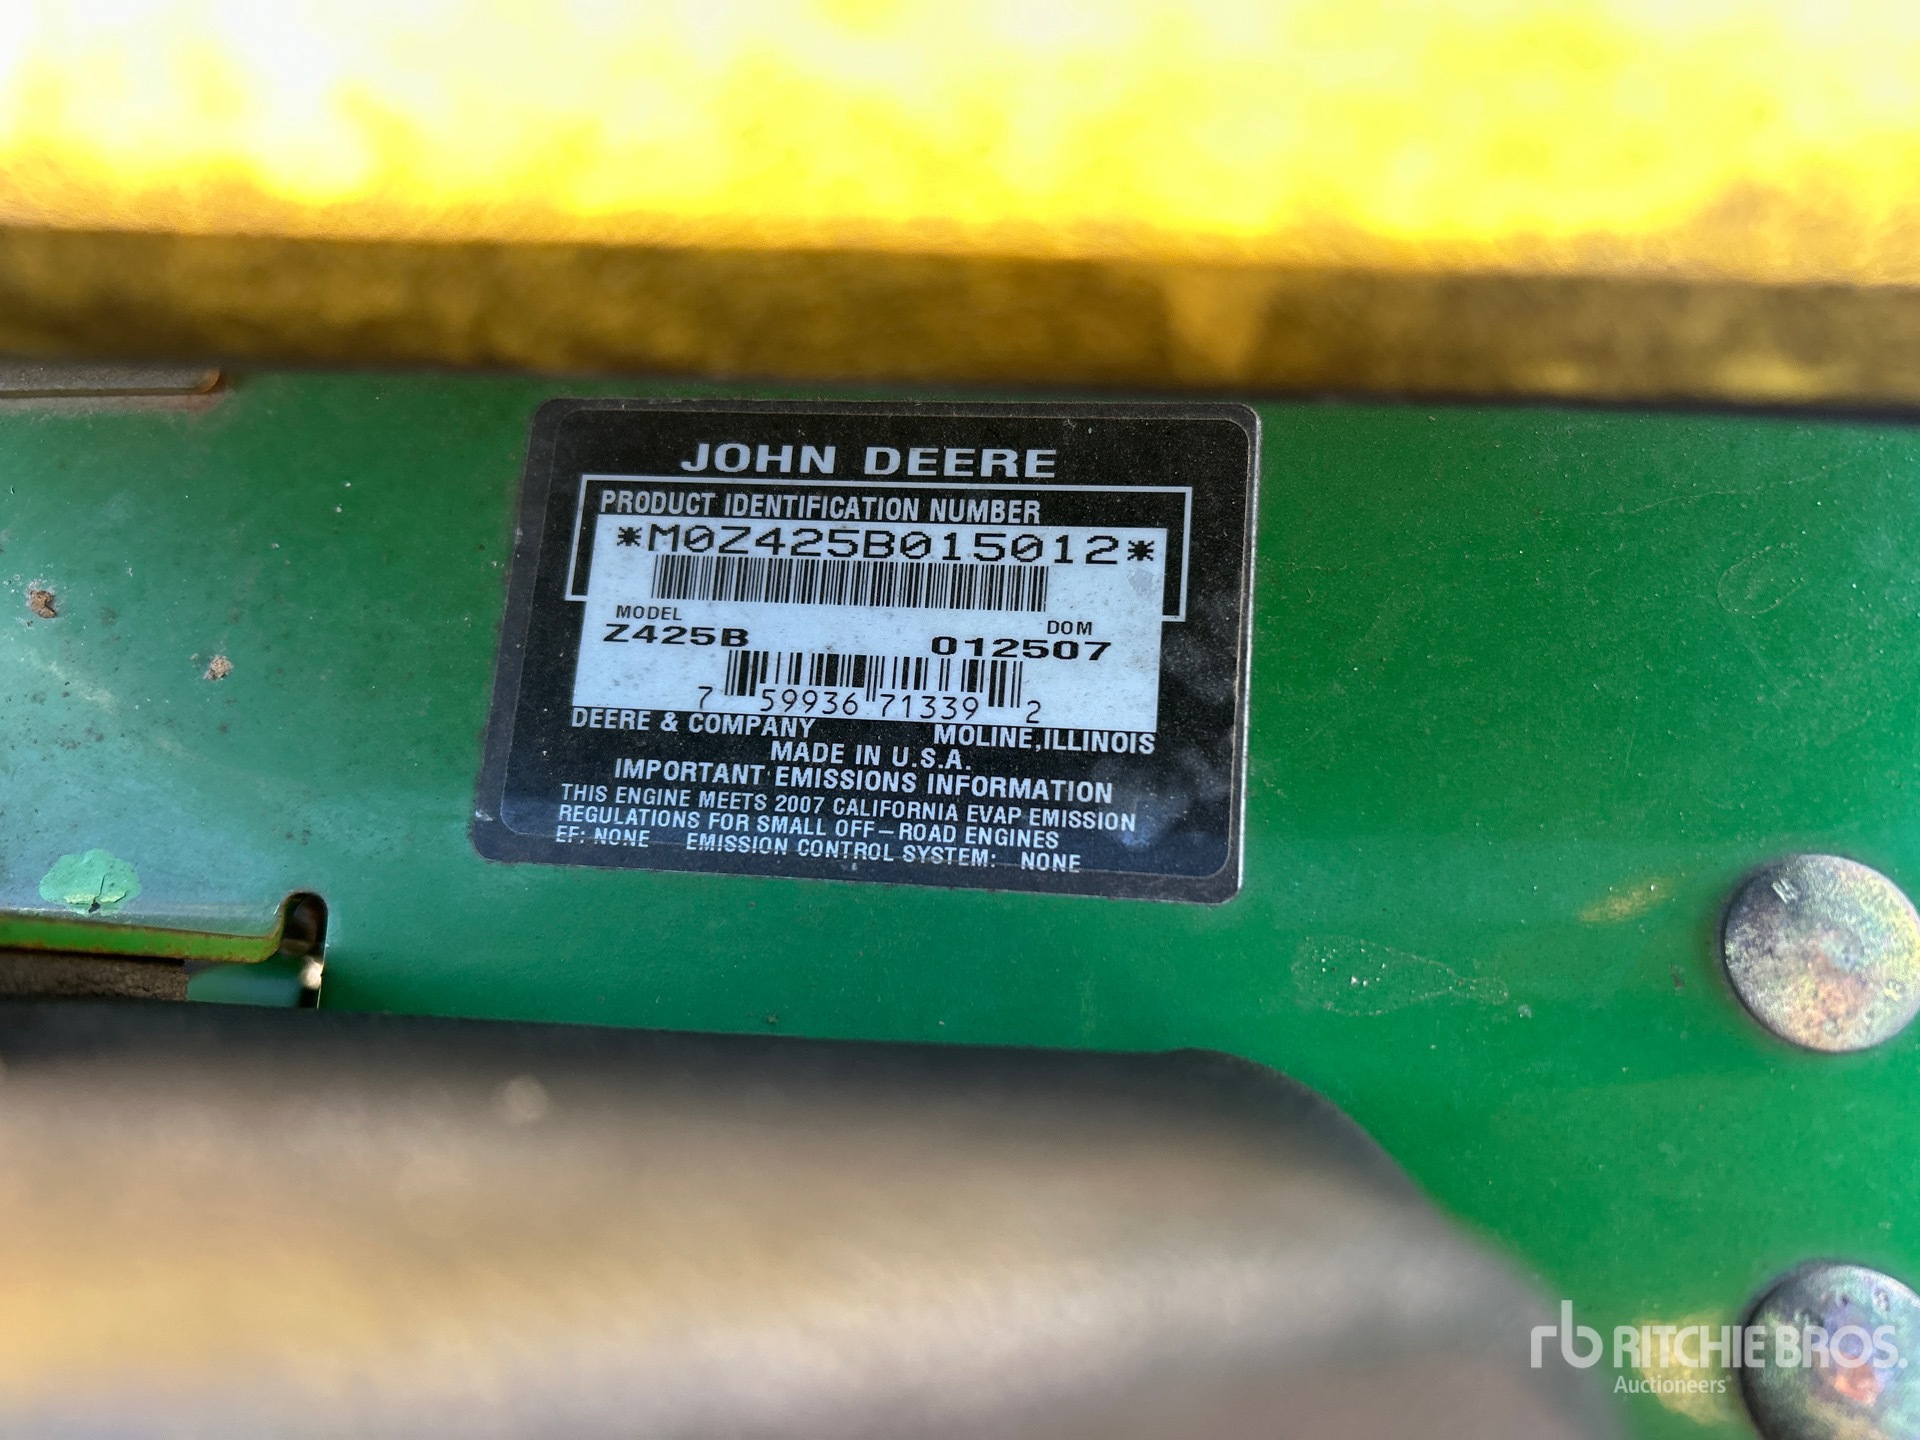 JOHN DEERE
PRODUCT IDENTIFICATION NUMBER
*M0Z425B015012*
MODEL DOM
Z425B 012507
7 59936 71339 2
DEERE & COMPANY MOLINE, ILLINOIS
MADE IN U.S.A.
IMPORTANT EMISSIONS INFORMATION
THIS ENGINE MEETS 2007 CALIFORNIA EVAP EMISSION
REGULATIONS FOR SMALL OFF-ROAD ENGINES
EF: NONE EMISSION CONTROL SYSTEM: NONE
rb RITCHIE BROS.
Auctioneers